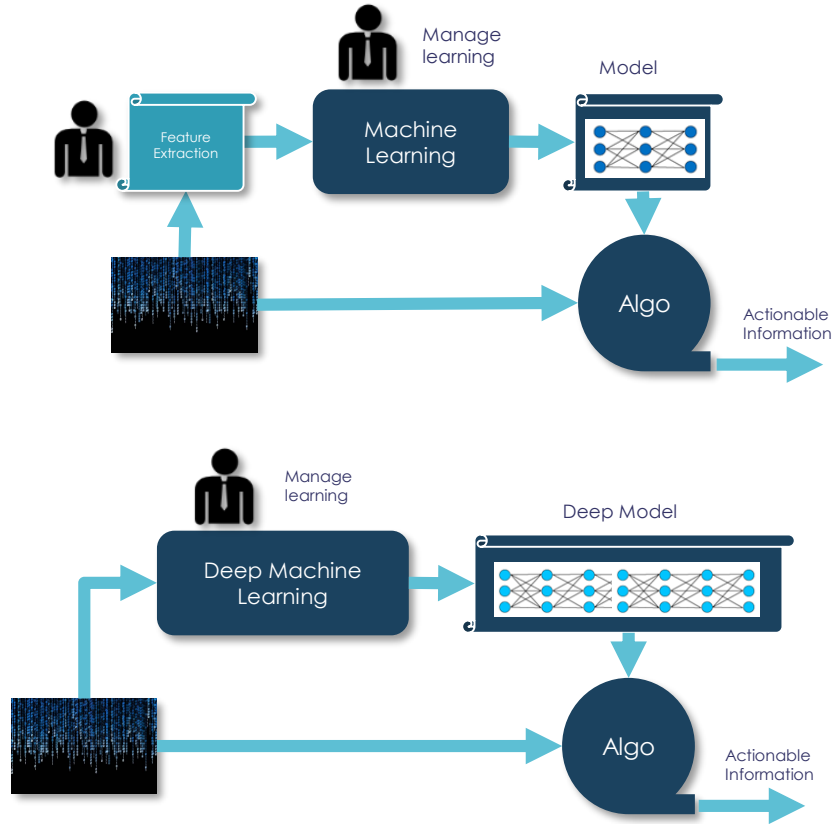 Manage
learning
Model
Feature
Extraction
Machine
Learning
Algo
Actionable
Information
Manage
learning
Deep Model
Deep Machine
Learning
Algo
Actionable
Information